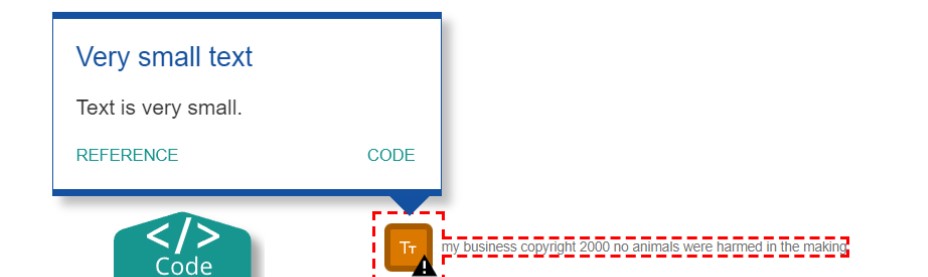 Very small text
Text is very small.
REFERENCE CODE
</>
Code
TT my business copyright 2000 no animals were harmed in the making